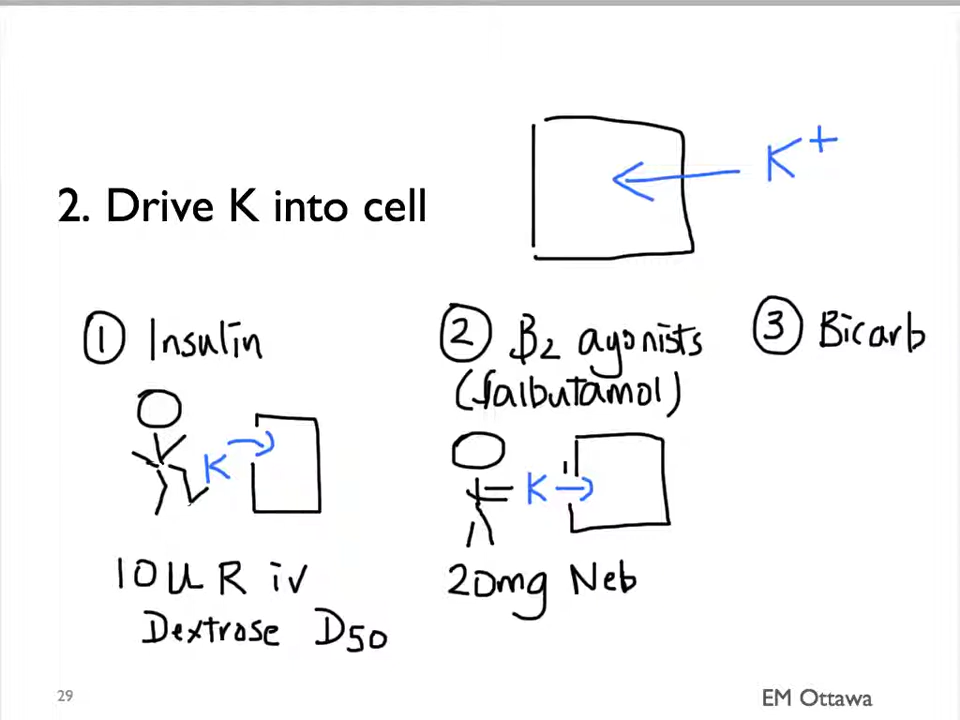 K+
2. Drive K into cell
① Insulin
② β2 agonists
(Salbutamol)
③ Bicarb
K
K
10 U R iv
Dextrose D50
20mg Neb
29
EM Ottawa